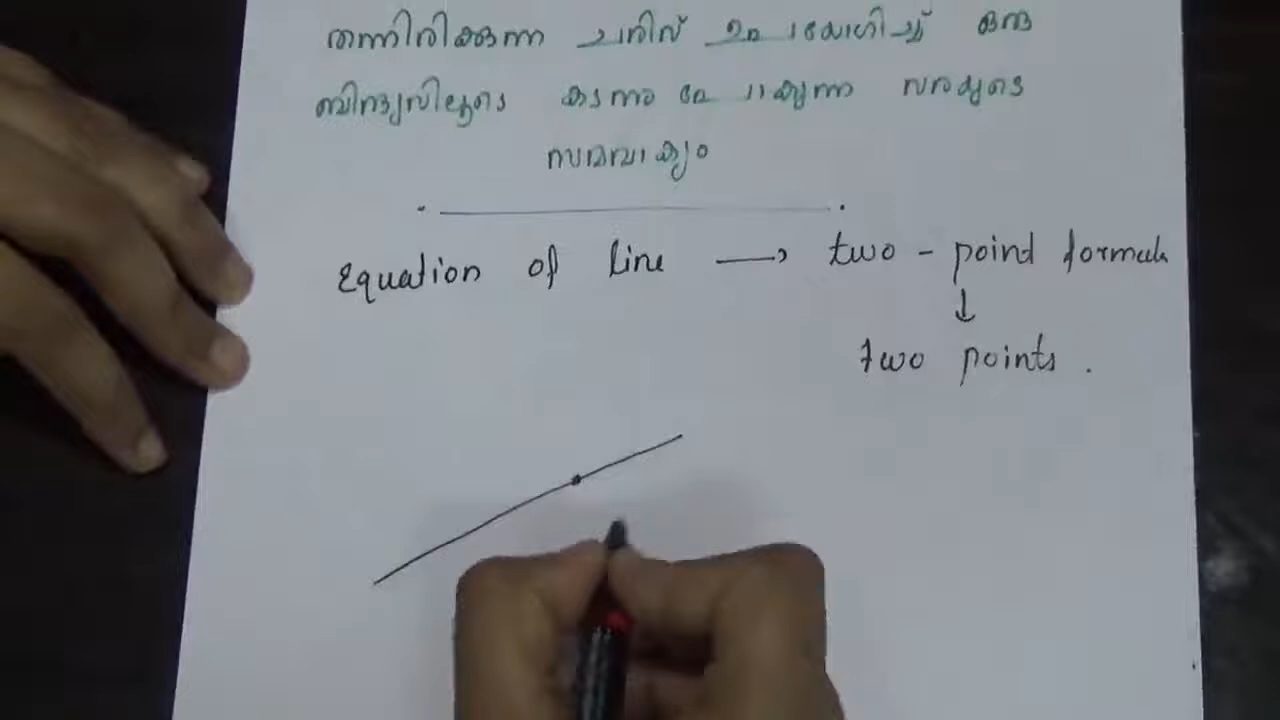 തന്നിരിക്കുന്ന ചരിവ് ഉപയോഗിച്ച് ഒരു
ബിന്ദുവിലൂടെ കടന്നു പോകുന്ന വരയുടെ
സമവാക്യം
Equation of line → two - point formula
↓
two points .